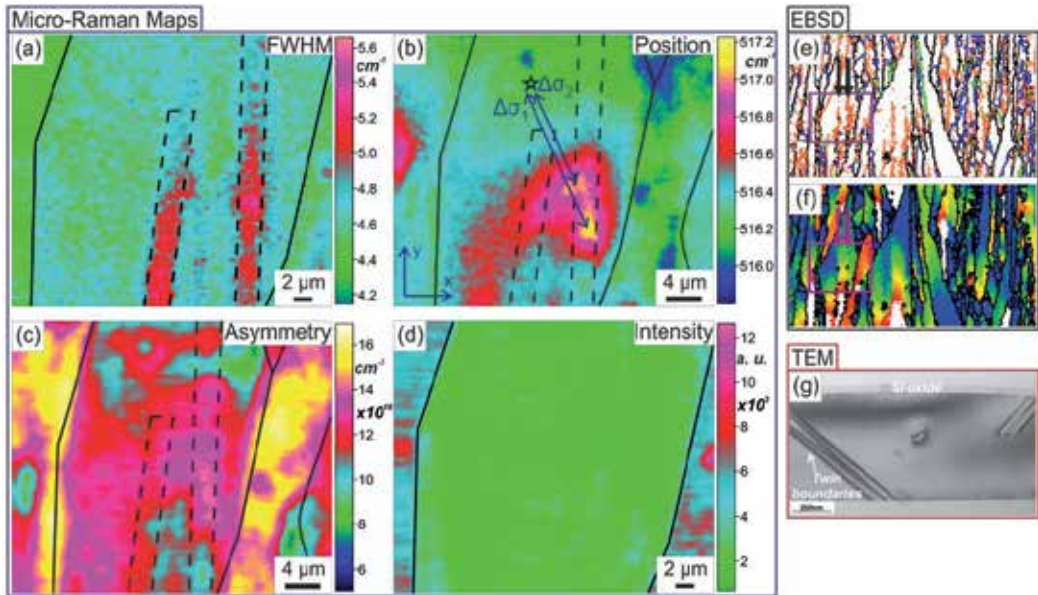 Micro-Raman Maps
(a)
FWHM
5.6
cm⁻¹
5.4
5.2
5.0
4.8
4.6
4.4
4.2
2 µm
(b)
Position
517.2
cm⁻¹
517.0
516.8
516.6
516.4
516.2
516.0
Δσ₁
Δσ₂
y
x
4 µm
(c)
Asymmetry
16
cm⁻¹
14
12
10
8
6
4 µm
(d)
Intensity
12
a. u.
10
x10³
8
6
4
2
2 µm
EBSD
(e)
(f)
TEM
(g)
Si oxide
Twin
boundaries